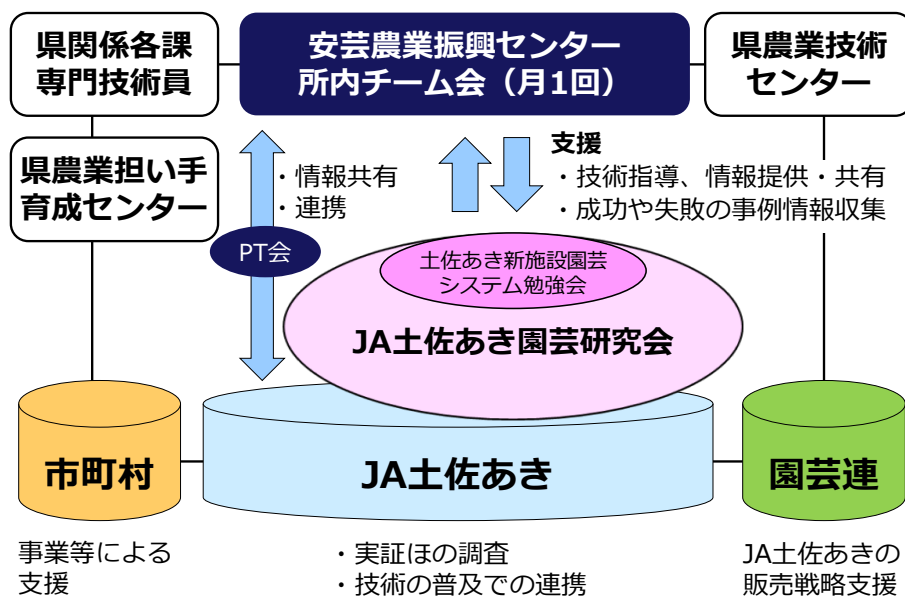 県関係各課
専門技術員
安芸農業振興センター
所内チーム会（月1回）
県農業技術
センター
県農業担い手
育成センター
・情報共有
・連携
支援
・技術指導、情報提供・共有
・成功や失敗の事例情報収集
PT会
土佐あき新施設園芸
システム勉強会
JA土佐あき園芸研究会
市町村
JA土佐あき
園芸連
事業等による
支援
・実証ほの調査
・技術の普及での連携
JA土佐あきの
販売戦略支援